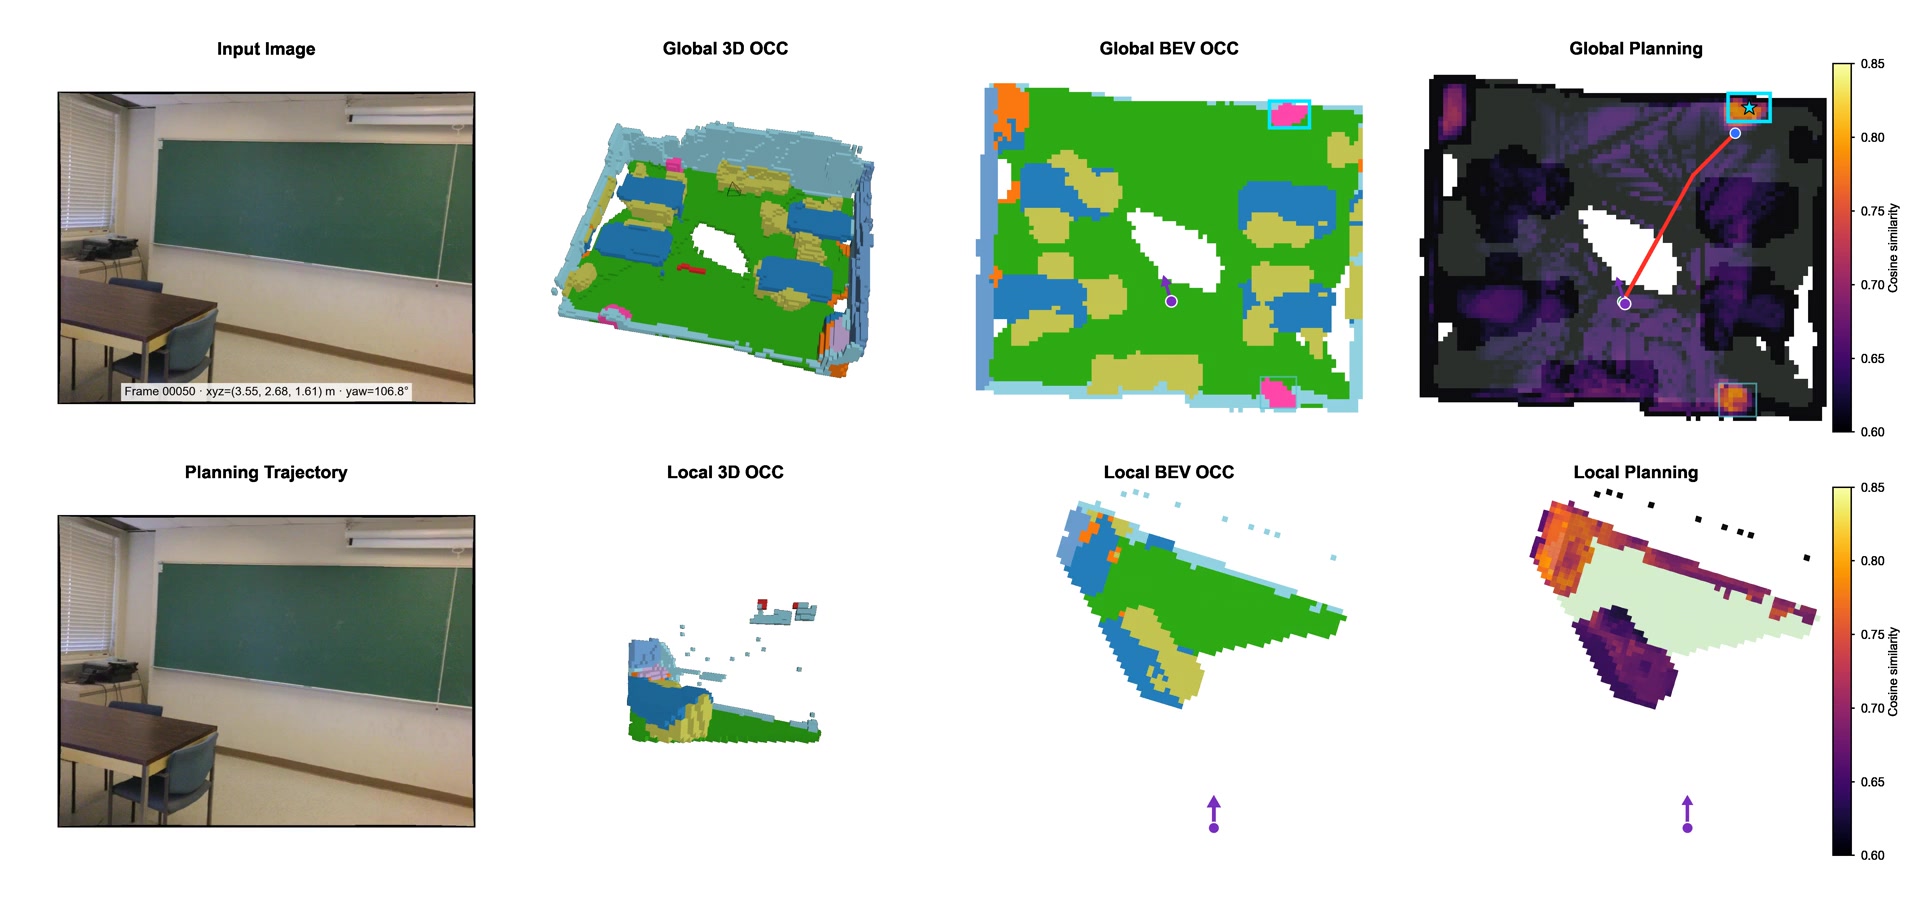 Input Image
Global 3D OCC
Global BEV OCC
Global Planning
0.85
0.80
0.75
0.70
0.65
0.60
Cosine similarity
Frame 00050 · xyz=(3.55, 2.68, 1.61) m · yaw=106.8°
Planning Trajectory
Local 3D OCC
Local BEV OCC
Local Planning
0.85
0.80
0.75
0.70
0.65
0.60
Cosine similarity